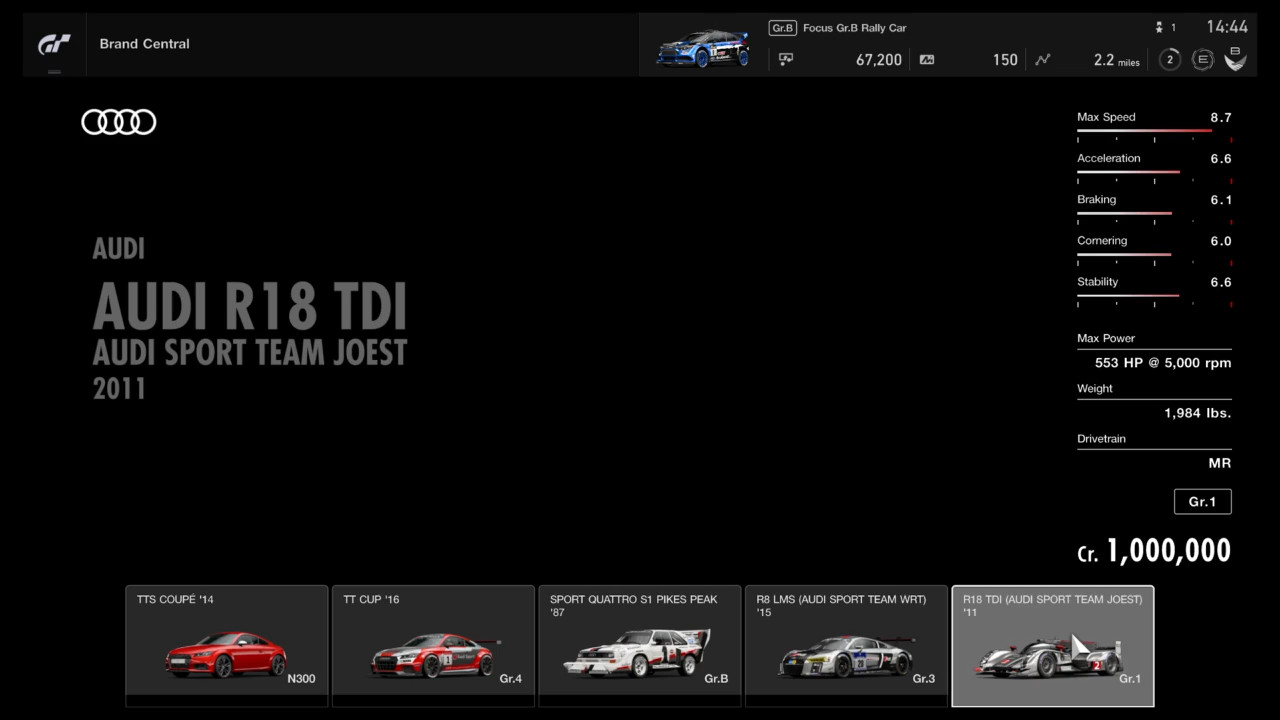 Brand Central
Gr.B Focus Gr.B Rally Car
1
14:44
67,200
150
2.2 miles
2
E
B
Max Speed 8.7
Acceleration 6.6
Braking 6.1
Cornering 6.0
Stability 6.6
AUDI
AUDI R18 TDI
AUDI SPORT TEAM JOEST
2011
Max Power
553 HP @ 5,000 rpm
Weight
1,984 lbs.
Drivetrain
MR
Gr.1
Cr. 1,000,000
TTS COUPÉ '14
N300
TT CUP '16
Gr.4
SPORT QUATTRO S1 PIKES PEAK
'87
Gr.B
R8 LMS (AUDI SPORT TEAM WRT)
'15
Gr.3
R18 TDI (AUDI SPORT TEAM JOEST)
'11
Gr.1